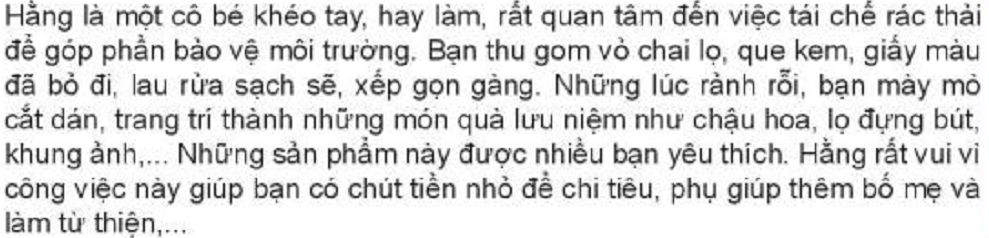 Hằng là một cô bé khéo tay, hay làm, rất quan tâm đến việc tái chế rác thải
để góp phần bảo vệ môi trường. Bạn thu gom vỏ chai lọ, que kem, giấy màu
đã bỏ đi, lau rửa sạch sẽ, xếp gọn gàng. Những lúc rảnh rỗi, bạn mày mò
cắt dán, trang trí thành những món quà lưu niệm như chậu hoa, lọ đựng bút,
khung ảnh,... Những sản phẩm này được nhiều bạn yêu thích. Hằng rất vui vì
công việc này giúp bạn có chút tiền nhỏ để chi tiêu, phụ giúp thêm bố mẹ và
làm từ thiện,...